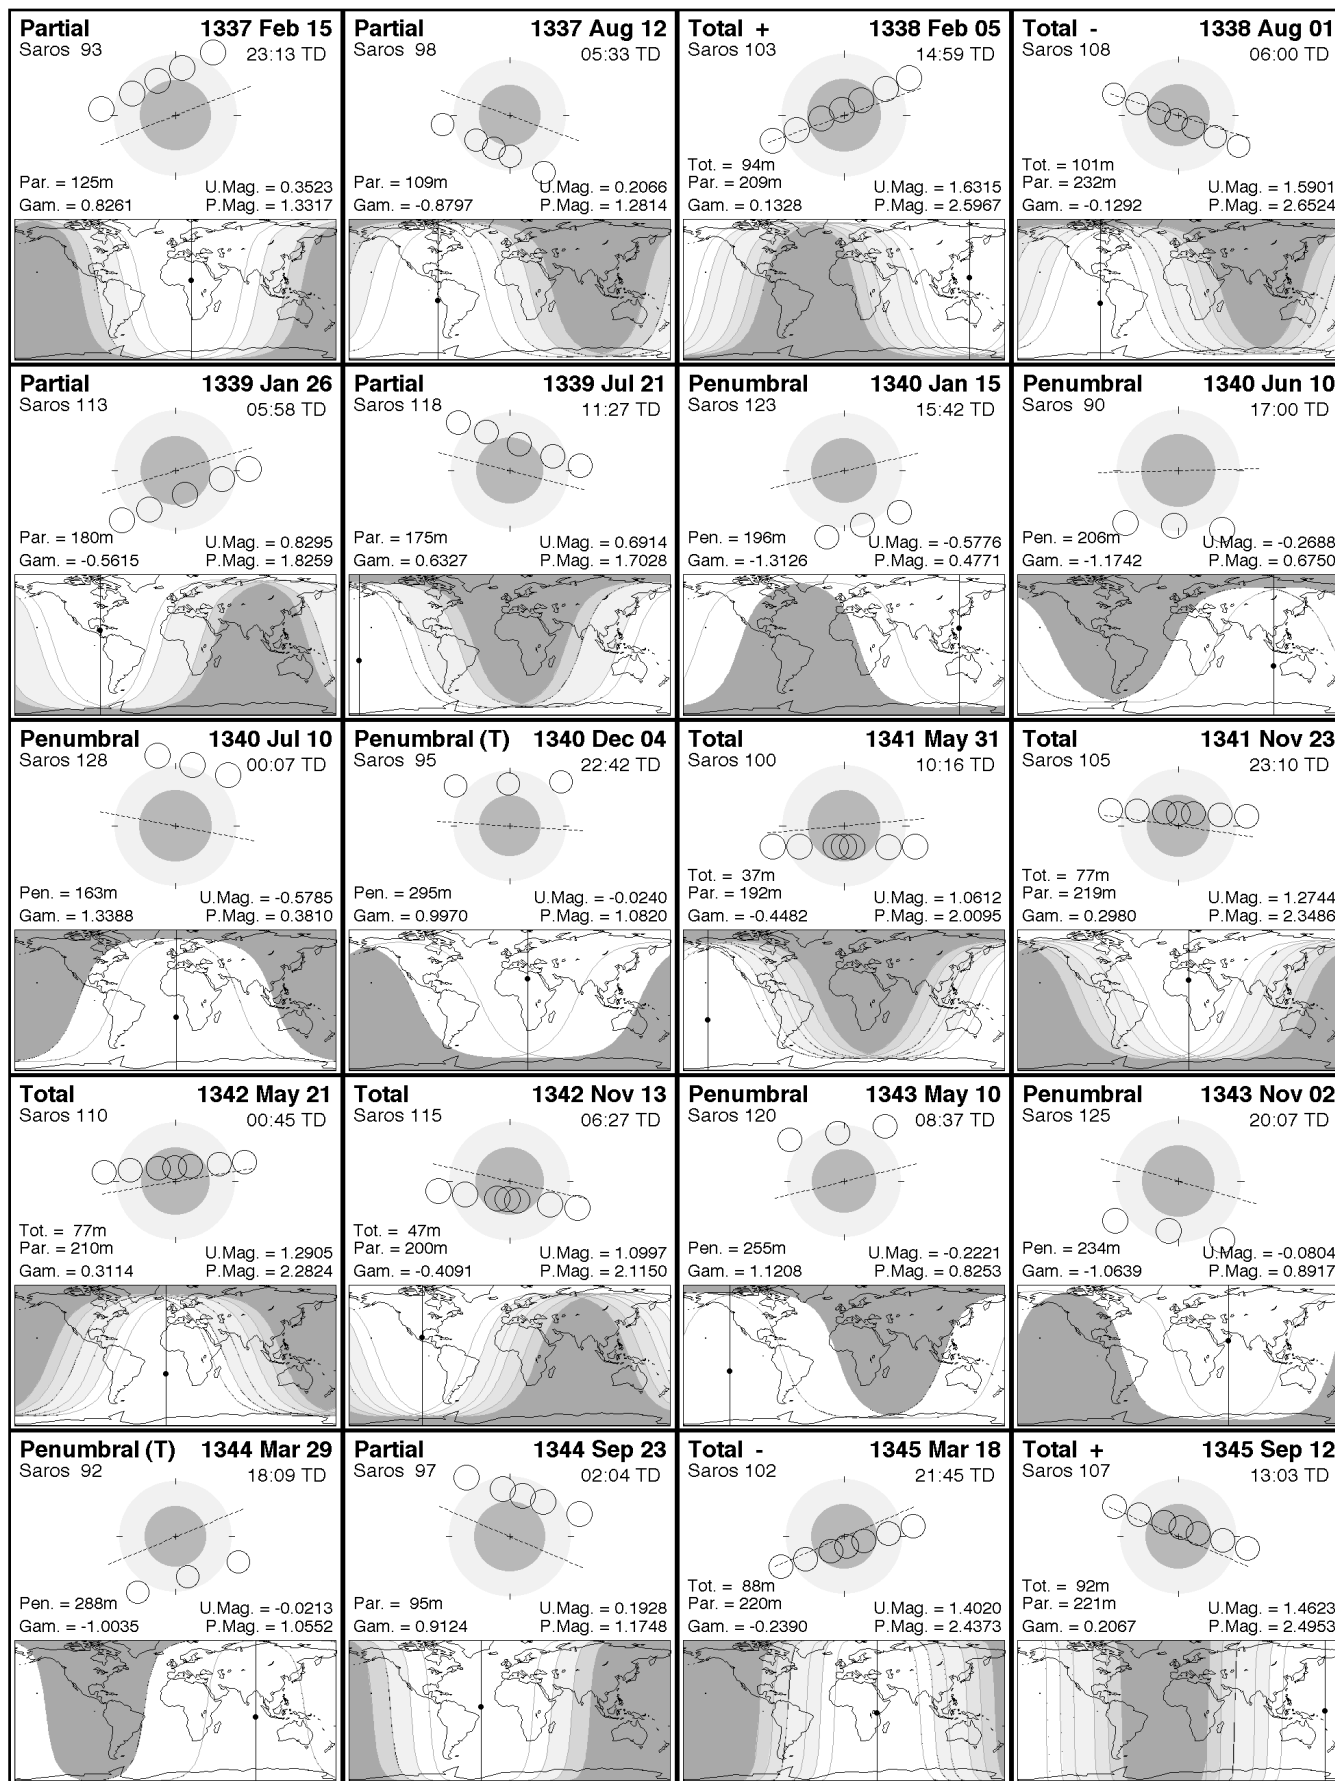 Partial 1337 Feb 15
Saros 93 23:13 TD
Par. = 125m U.Mag. = 0.3523
Gam. = 0.8261 P.Mag. = 1.3317
Partial 1337 Aug 12
Saros 98 05:33 TD
Par. = 109m U.Mag. = 0.2066
Gam. = -0.8797 P.Mag. = 1.2814
Total + 1338 Feb 05
Saros 103 14:59 TD
Tot. = 94m
Par. = 209m U.Mag. = 1.6315
Gam. = 0.1328 P.Mag. = 2.5967
Total - 1338 Aug 01
Saros 108 06:00 TD
Tot. = 101m
Par. = 232m U.Mag. = 1.5901
Gam. = -0.1292 P.Mag. = 2.6524
Partial 1339 Jan 26
Saros 113 05:58 TD
Par. = 180m U.Mag. = 0.8295
Gam. = -0.5615 P.Mag. = 1.8259
Partial 1339 Jul 21
Saros 118 11:27 TD
Par. = 175m U.Mag. = 0.6914
Gam. = 0.6327 P.Mag. = 1.7028
Penumbral 1340 Jan 15
Saros 123 15:42 TD
Pen. = 196m U.Mag. = -0.5776
Gam. = -1.3126 P.Mag. = 0.4771
Penumbral 1340 Jun 10
Saros 90 17:00 TD
Pen. = 206m U.Mag. = -0.2688
Gam. = -1.1742 P.Mag. = 0.6750
Penumbral 1340 Jul 10
Saros 128 00:07 TD
Pen. = 163m U.Mag. = -0.5785
Gam. = 1.3388 P.Mag. = 0.3810
Penumbral (T) 1340 Dec 04
Saros 95 22:42 TD
Pen. = 295m U.Mag. = -0.0240
Gam. = 0.9970 P.Mag. = 1.0820
Total 1341 May 31
Saros 100 10:16 TD
Tot. = 37m
Par. = 192m U.Mag. = 1.0612
Gam. = -0.4482 P.Mag. = 2.0095
Total 1341 Nov 23
Saros 105 23:10 TD
Tot. = 77m
Par. = 219m U.Mag. = 1.2744
Gam. = 0.2980 P.Mag. = 2.3486
Total 1342 May 21
Saros 110 00:45 TD
Tot. = 77m
Par. = 210m U.Mag. = 1.2905
Gam. = 0.3114 P.Mag. = 2.2824
Total 1342 Nov 13
Saros 115 06:27 TD
Tot. = 47m
Par. = 200m U.Mag. = 1.0997
Gam. = -0.4091 P.Mag. = 2.1150
Penumbral 1343 May 10
Saros 120 08:37 TD
Pen. = 255m U.Mag. = -0.2221
Gam. = 1.1208 P.Mag. = 0.8253
Penumbral 1343 Nov 02
Saros 125 20:07 TD
Pen. = 234m U.Mag. = -0.0804
Gam. = -1.0639 P.Mag. = 0.8917
Penumbral (T) 1344 Mar 29
Saros 92 18:09 TD
Pen. = 288m U.Mag. = -0.0213
Gam. = -1.0035 P.Mag. = 1.0552
Partial 1344 Sep 23
Saros 97 02:04 TD
Par. = 95m U.Mag. = 0.1928
Gam. = 0.9124 P.Mag. = 1.1748
Total - 1345 Mar 18
Saros 102 21:45 TD
Tot. = 88m
Par. = 220m U.Mag. = 1.4020
Gam. = -0.2390 P.Mag. = 2.4373
Total + 1345 Sep 12
Saros 107 13:03 TD
Tot. = 92m
Par. = 221m U.Mag. = 1.4623
Gam. = 0.2067 P.Mag. = 2.4953